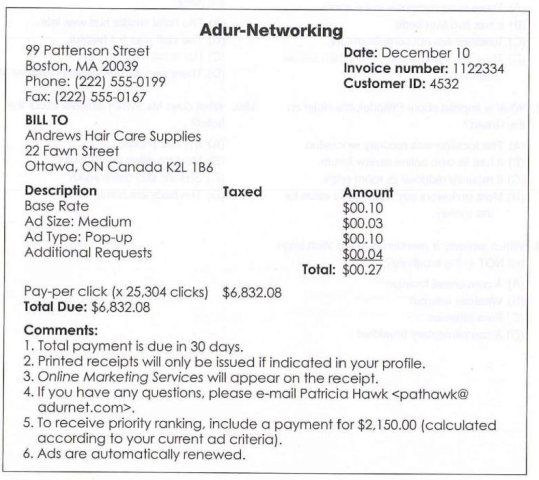 Adur-Networking
99 Pattenson Street
Boston, MA 20039
Phone: (222) 555-0199
Fax: (222) 555-0167
Date: December 10
Invoice number: 1122334
Customer ID: 4532
BILL TO
Andrews Hair Care Supplies
22 Fawn Street
Ottawa, ON Canada K2L 1B6
Description Taxed Amount
Base Rate $00.10
Ad Size: Medium $00.03
Ad Type: Pop-up $00.10
Additional Requests $00.04
Total: $00.27
Pay-per click (x 25,304 clicks) $6,832.08
Total Due: $6,832.08
Comments:
1. Total payment is due in 30 days.
2. Printed receipts will only be issued if indicated in your profile.
3. Online Marketing Services will appear on the receipt.
4. If you have any questions, please e-mail Patricia Hawk <pathawk@
adurnet.com>.
5. To receive priority ranking, include a payment for $2,150.00 (calculated
according to your current ad criteria).
6. Ads are automatically renewed.